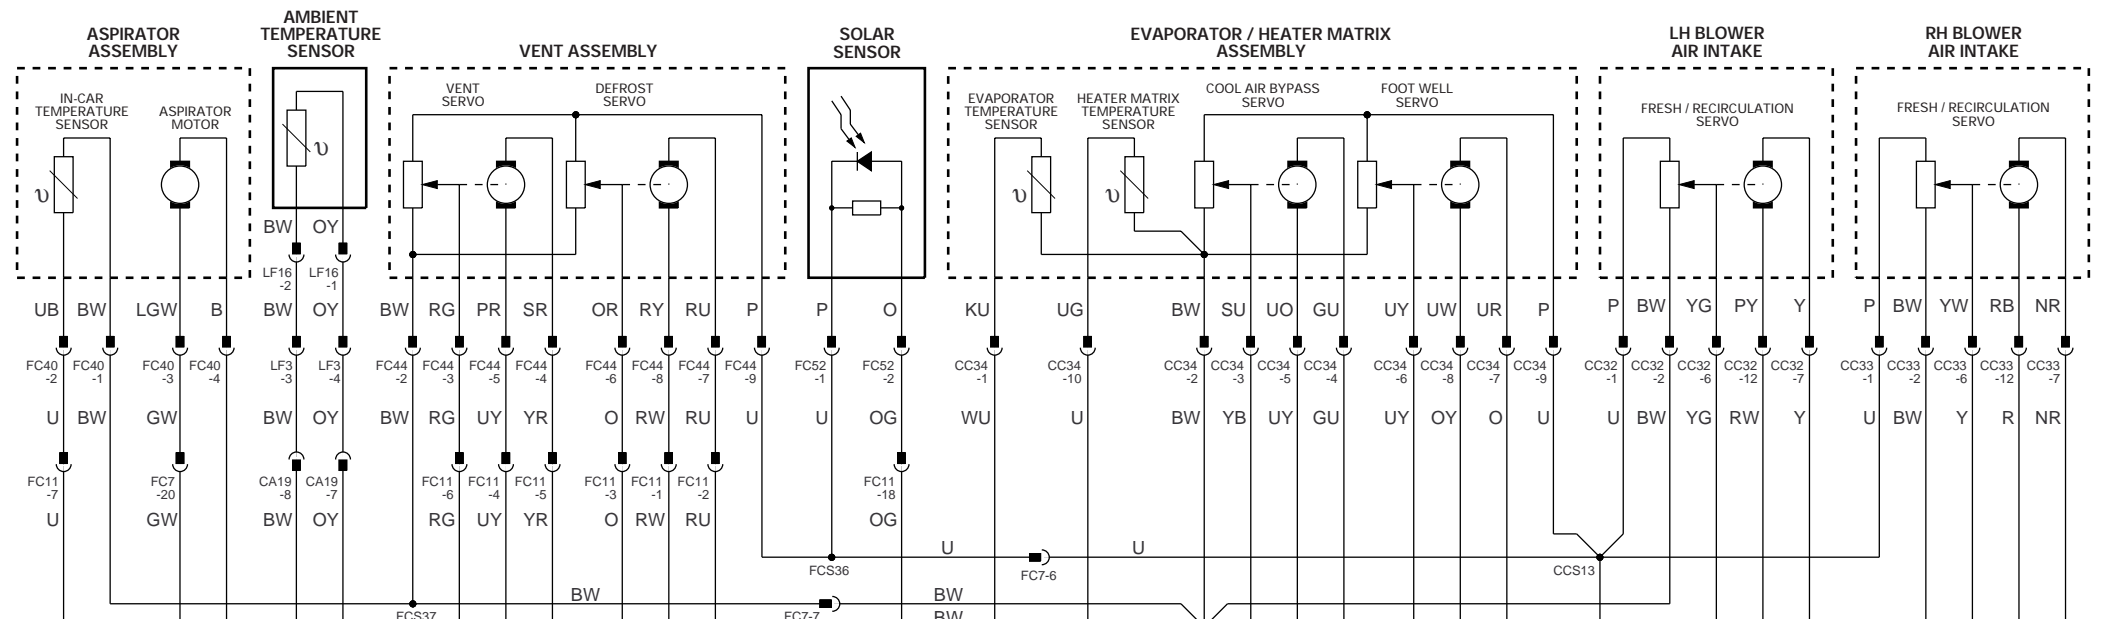 ASPIRATOR
ASSEMBLY
AMBIENT
TEMPERATURE
SENSOR
VENT ASSEMBLY
SOLAR
SENSOR
EVAPORATOR / HEATER MATRIX
ASSEMBLY
LH BLOWER
AIR INTAKE
RH BLOWER
AIR INTAKE
IN-CAR
TEMPERATURE
SENSOR
ASPIRATOR
MOTOR
VENT
SERVO
DEFROST
SERVO
EVAPORATOR
TEMPERATURE
SENSOR
HEATER MATRIX
TEMPERATURE
SENSOR
COOL AIR BYPASS
SERVO
FOOT WELL
SERVO
FRESH / RECIRCULATION
SERVO
FRESH / RECIRCULATION
SERVO
υ υ υ υ
BW OY
LF16 LF16
-2 -1
UB BW LGW B BW OY BW RG PR SR OR RY RU P P O KU UG BW SU UO GU UY UW UR P P BW YG PY Y P BW YW RB NR
FC40 FC40 FC40 FC40 LF3 LF3 FC44 FC44 FC44 FC44 FC44 FC44 FC44 FC44 FC52 FC52 CC34 CC34 CC34 CC34 CC34 CC34 CC34 CC34 CC34 CC34 CC32 CC32 CC32 CC32 CC32 CC33 CC33 CC33 CC33 CC33
-2 -1 -3 -4 -3 -4 -2 -3 -5 -4 -6 -8 -7 -9 -1 -2 -1 -10 -2 -3 -5 -4 -6 -8 -7 -9 -1 -2 -6 -12 -7 -1 -2 -6 -12 -7
U BW GW BW OY BW RG UY YR O RW RU U U OG WU U BW YB UY GU UY OY O U U BW YG RW Y U BW Y R NR
FC11 FC7 CA19 CA19 FC11 FC11 FC11 FC11 FC11 FC11 FC11
-7 -20 -8 -7 -6 -4 -5 -3 -1 -2 -18
U GW BW OY RG UY YR O RW RU OG
U U
FCS36 FC7-6 CCS13
BW BW
FCS37 FC7-7 BW